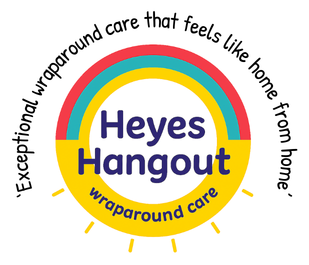 ‘Exceptional wraparound care that feels like home from home’
Heyes
Hangout
wraparound care